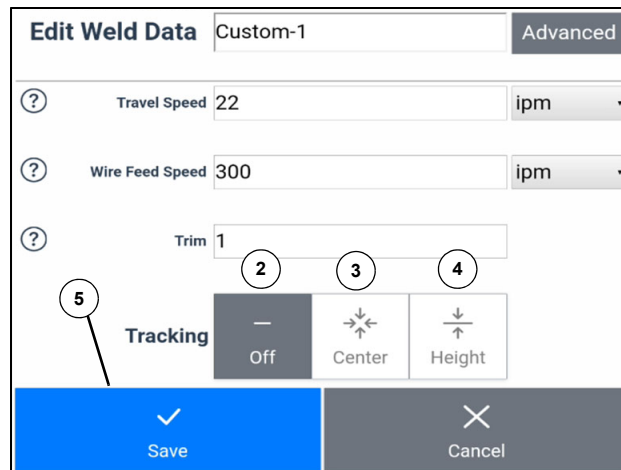 Edit Weld Data Custom-1 Advanced
? Travel Speed 22 ipm
? Wire Feed Speed 300 ipm
? Trim 1
2 3 4
5
Tracking
Off Center Height
Save Cancel